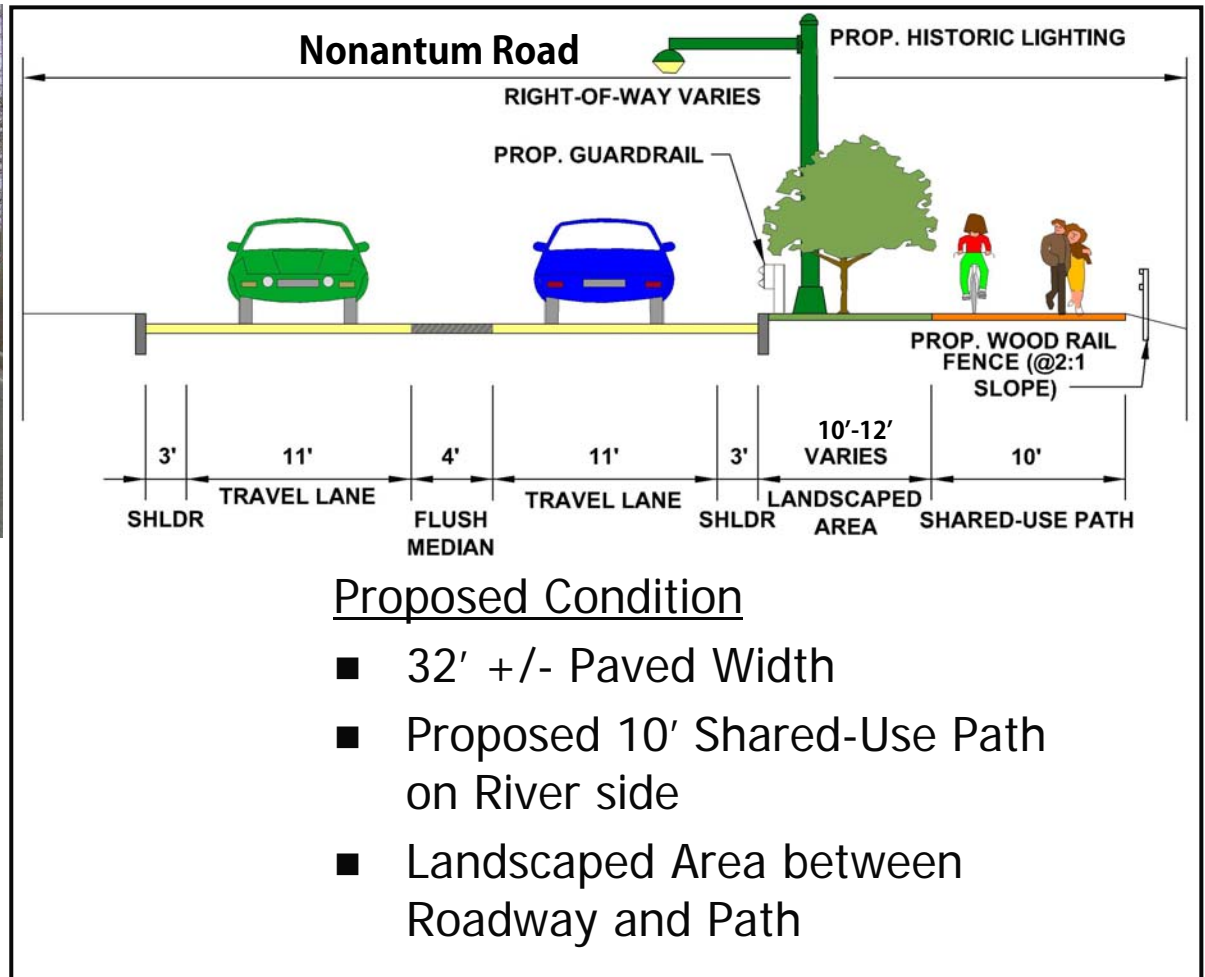 Nonantum Road
PROP. HISTORIC LIGHTING
RIGHT-OF-WAY VARIES
PROP. GUARDRAIL
PROP. WOOD RAIL
FENCE (@2:1
SLOPE)
3'
11'
4'
11'
3'
10'-12'
VARIES
10'
SHLDR
TRAVEL LANE
FLUSH
MEDIAN
TRAVEL LANE
SHLDR
LANDSCAPED
AREA
SHARED-USE PATH
Proposed Condition
■ 32' +/- Paved Width
■ Proposed 10' Shared-Use Path
on River side
■ Landscaped Area between
Roadway and Path